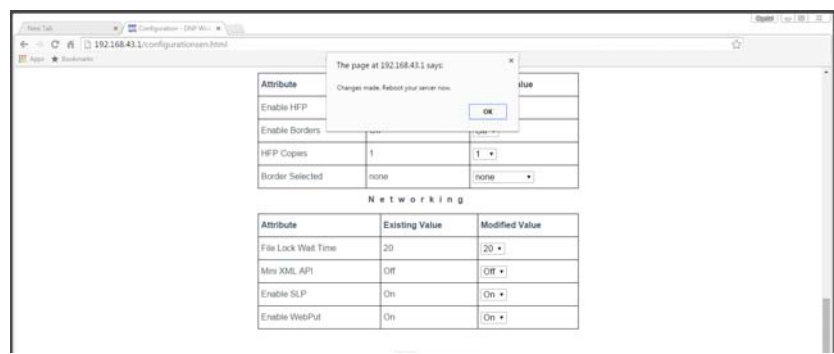 New Tab
Configuration - DNP Wire
192.168.43.1/configurationsen.html
Apps Bookmarks
The page at 192.168.43.1 says:
Changes made. Reboot your server now.
OK
Attribute
Enable HFP
Enable Borders
HFP Copies 1 1
Border Selected none none
Networking
Attribute Existing Value Modified Value
File Lock Wait Time 20 20
Mini XML API Off Off
Enable SLP On On
Enable WebPut On On